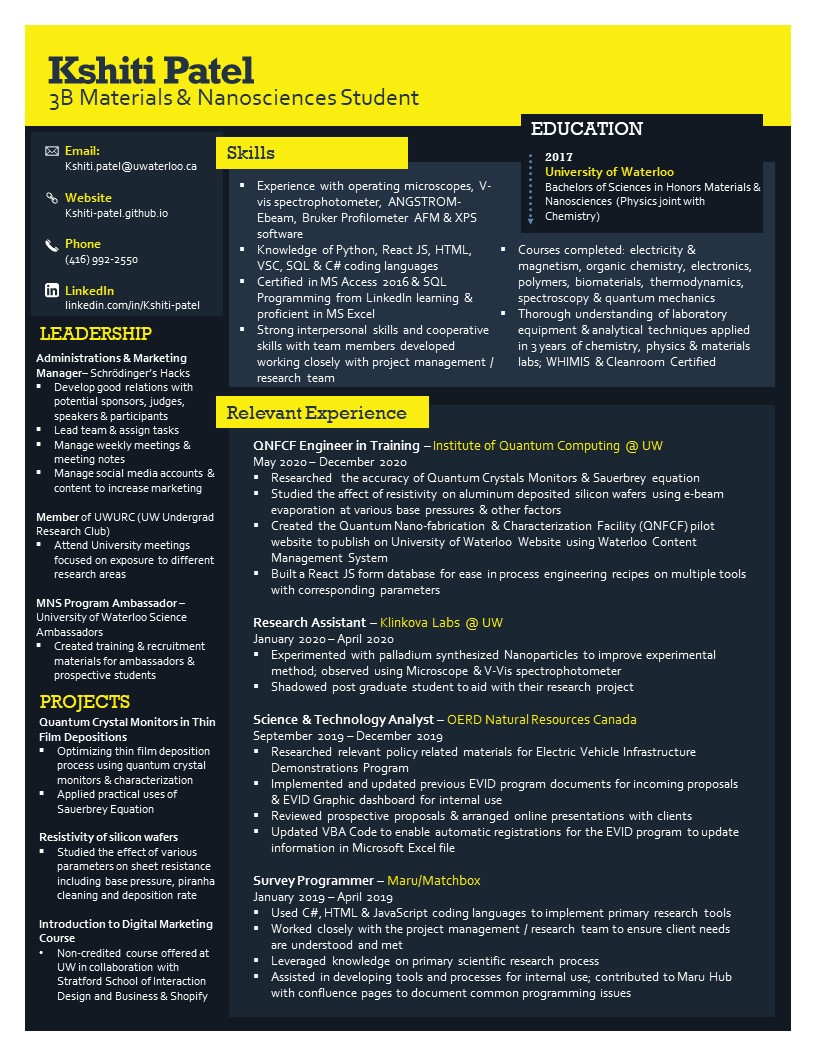 Kshiti Patel
3B Materials & Nanosciences Student
Email:
Kshiti.patel@uwaterloo.ca
Website
Kshiti-patel.github.io
Phone
(416) 992-2550
LinkedIn
linkedin.com/in/Kshiti-patel
LEADERSHIP
Administrations & Marketing
Manager– Schrödinger's Hacks
▪ Develop good relations with
potential sponsors, judges,
speakers & participants
▪ Lead team & assign tasks
▪ Manage weekly meetings &
meeting notes
▪ Manage social media accounts &
content to increase marketing
Member of UWURC (UW Undergrad
Research Club)
▪ Attend University meetings
focused on exposure to different
research areas
MNS Program Ambassador –
University of Waterloo Science
Ambassadors
▪ Created training & recruitment
materials for ambassadors &
prospective students
PROJECTS
Quantum Crystal Monitors in Thin
Film Depositions
▪ Optimizing thin film deposition
process using quantum crystal
monitors & characterization
▪ Applied practical uses of
Sauerbrey Equation
Resistivity of silicon wafers
▪ Studied the effect of various
parameters on sheet resistance
including base pressure, piranha
cleaning and deposition rate
Introduction to Digital Marketing
Course
• Non-credited course offered at
UW in collaboration with
Stratford School of Interaction
Design and Business & Shopify
Skills
▪ Experience with operating microscopes, V-
vis spectrophotometer, ANGSTROM-
Ebeam, Bruker Profilometer AFM & XPS
software
▪ Knowledge of Python, React JS, HTML,
VSC, SQL & C# coding languages
▪ Certified in MS Access 2016 & SQL
Programming from LinkedIn learning &
proficient in MS Excel
▪ Strong interpersonal skills and cooperative
skills with team members developed
working closely with project management /
research team
EDUCATION
2017
University of Waterloo
Bachelors of Sciences in Honors Materials &
Nanosciences (Physics joint with
Chemistry)
▪ Courses completed: electricity &
magnetism, organic chemistry, electronics,
polymers, biomaterials, thermodynamics,
spectroscopy & quantum mechanics
▪ Thorough understanding of laboratory
equipment & analytical techniques applied
in 3 years of chemistry, physics & materials
labs; WHIMIS & Cleanroom Certified
Relevant Experience
QNFCF Engineer in Training – Institute of Quantum Computing @ UW
May 2020 – December 2020
▪ Researched the accuracy of Quantum Crystals Monitors & Sauerbrey equation
▪ Studied the affect of resistivity on aluminum deposited silicon wafers using e-beam
evaporation at various base pressures & other factors
▪ Created the Quantum Nano-fabrication & Characterization Facility (QNFCF) pilot
website to publish on University of Waterloo Website using Waterloo Content
Management System
▪ Built a React JS form database for ease in process engineering recipes on multiple tools
with corresponding parameters
Research Assistant – Klinkova Labs @ UW
January 2020 – April 2020
▪ Experimented with palladium synthesized Nanoparticles to improve experimental
method; observed using Microscope & V-Vis spectrophotometer
▪ Shadowed post graduate student to aid with their research project
Science & Technology Analyst – OERD Natural Resources Canada
September 2019 – December 2019
▪ Researched relevant policy related materials for Electric Vehicle Infrastructure
Demonstrations Program
▪ Implemented and updated previous EVID program documents for incoming proposals
& EVID Graphic dashboard for internal use
▪ Reviewed prospective proposals & arranged online presentations with clients
▪ Updated VBA Code to enable automatic registrations for the EVID program to update
information in Microsoft Excel file
Survey Programmer – Maru/Matchbox
January 2019 – April 2019
▪ Used C#, HTML & JavaScript coding languages to implement primary research tools
▪ Worked closely with the project management / research team to ensure client needs
are understood and met
▪ Leveraged knowledge on primary scientific research process
▪ Assisted in developing tools and processes for internal use; contributed to Maru Hub
with confluence pages to document common programming issues